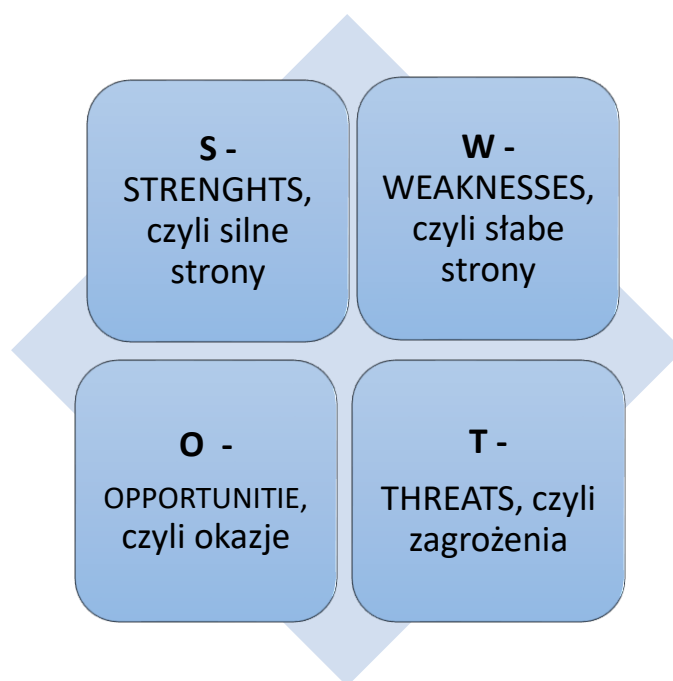 S -
STRENGHTS,
czyli silne
strony
W -
WEAKNESSES,
czyli słabe
strony
O -
OPPORTUNITIE,
czyli okazje
T -
THREATS, czyli
zagrożenia